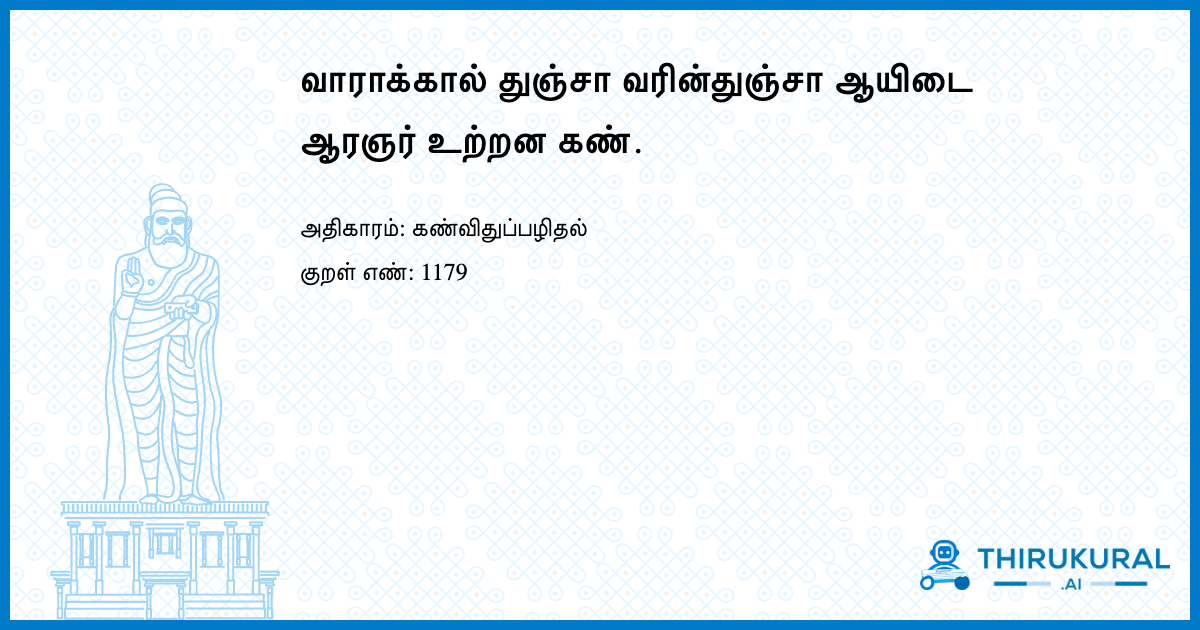 வாராக்கால் துஞ்சா வரின்துஞ்சா ஆயிடை
ஆரஞர் உற்றன கண்.
அதிகாரம்: கண்விதுப்பழிதல்
குறள் எண்: 1179
THIRUKURAL
.AI